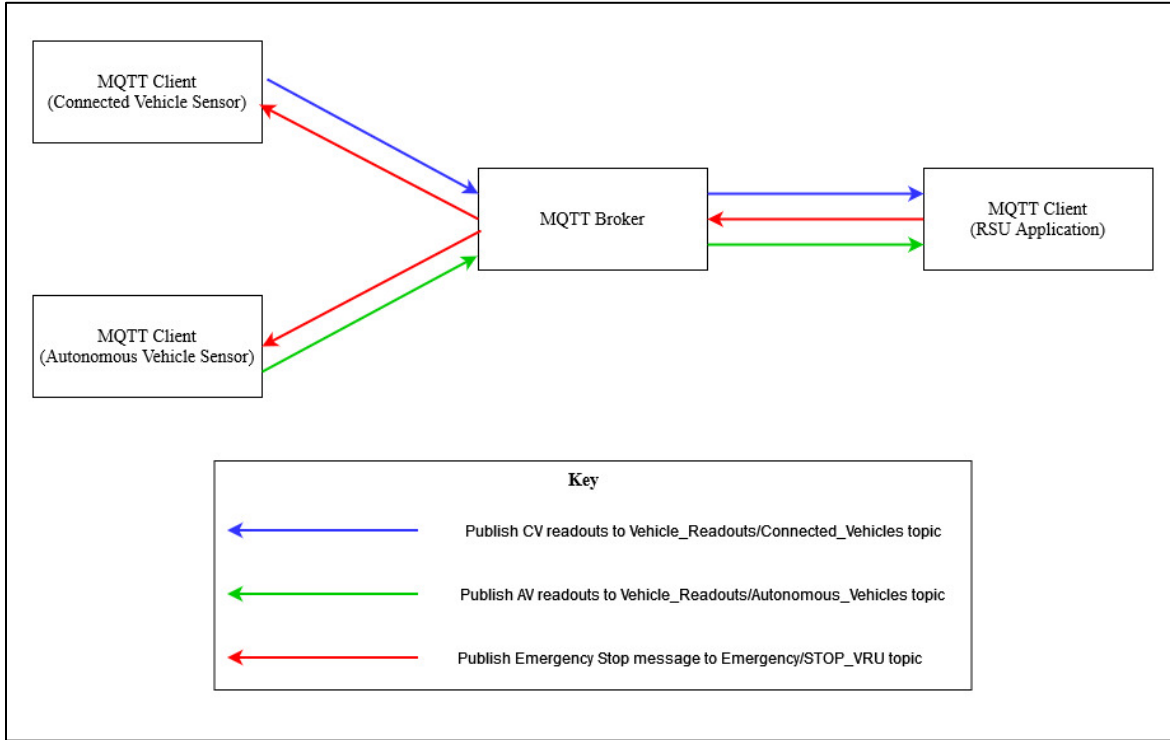 MQTT Client
(Connected Vehicle Sensor)
MQTT Broker
MQTT Client
(RSU Application)
MQTT Client
(Autonomous Vehicle Sensor)
Key
Publish CV readouts to Vehicle_Readouts/Connected_Vehicles topic
Publish AV readouts to Vehicle_Readouts/Autonomous_Vehicles topic
Publish Emergency Stop message to Emergency/STOP_VRU topic